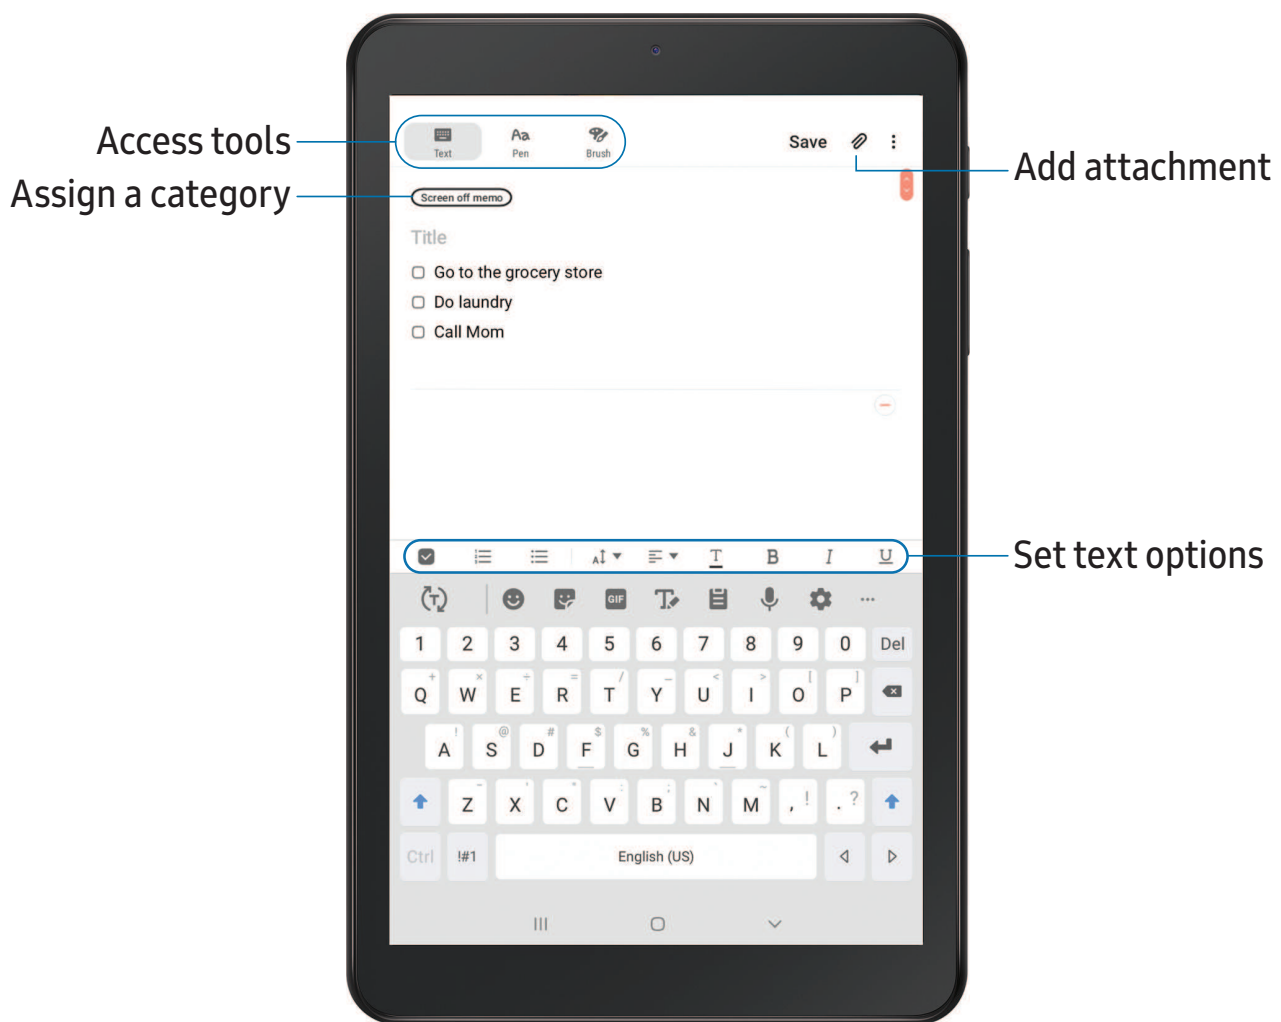 Access tools
Assign a category
Add attachment
Set text options
Text
Aa
Pen
Brush
Save
Screen off memo
Title
Go to the grocery store
Do laundry
Call Mom
A T B I U
T GIF T
1 2 3 4 5 6 7 8 9 0 Del
+ × ÷ = / _ < > [ ]
Q W E R T Y U I O P
! @ # $ % & * ( )
A S D F G H J K L
- ' " : ; ` ~
Z X C V B N M , ! . ?
Ctrl !#1 English (US)